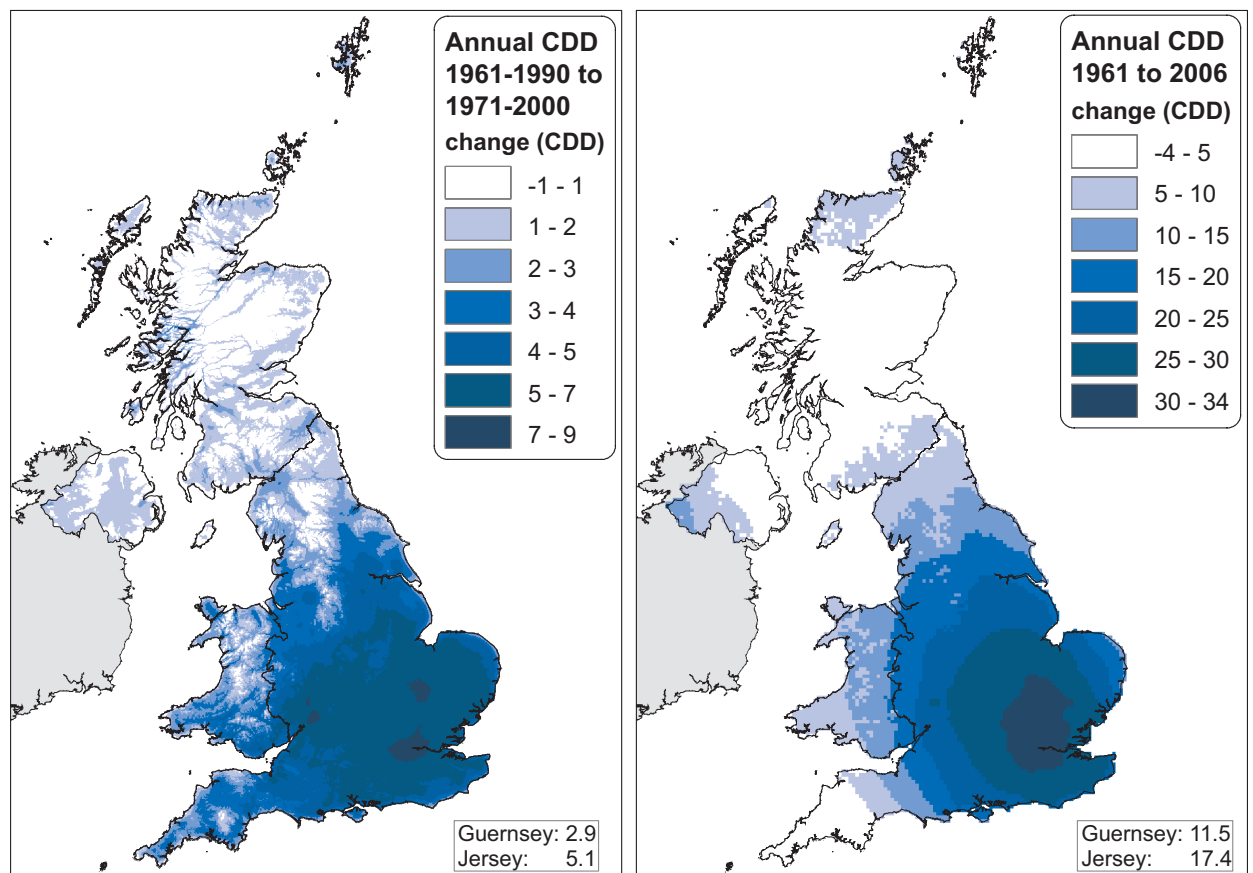 Annual CDD
1961-1990 to
1971-2000
change (CDD)
-1 - 1
1 - 2
2 - 3
3 - 4
4 - 5
5 - 7
7 - 9
Guernsey: 2.9
Jersey: 5.1
Annual CDD
1961 to 2006
change (CDD)
-4 - 5
5 - 10
10 - 15
15 - 20
20 - 25
25 - 30
30 - 34
Guernsey: 11.5
Jersey: 17.4